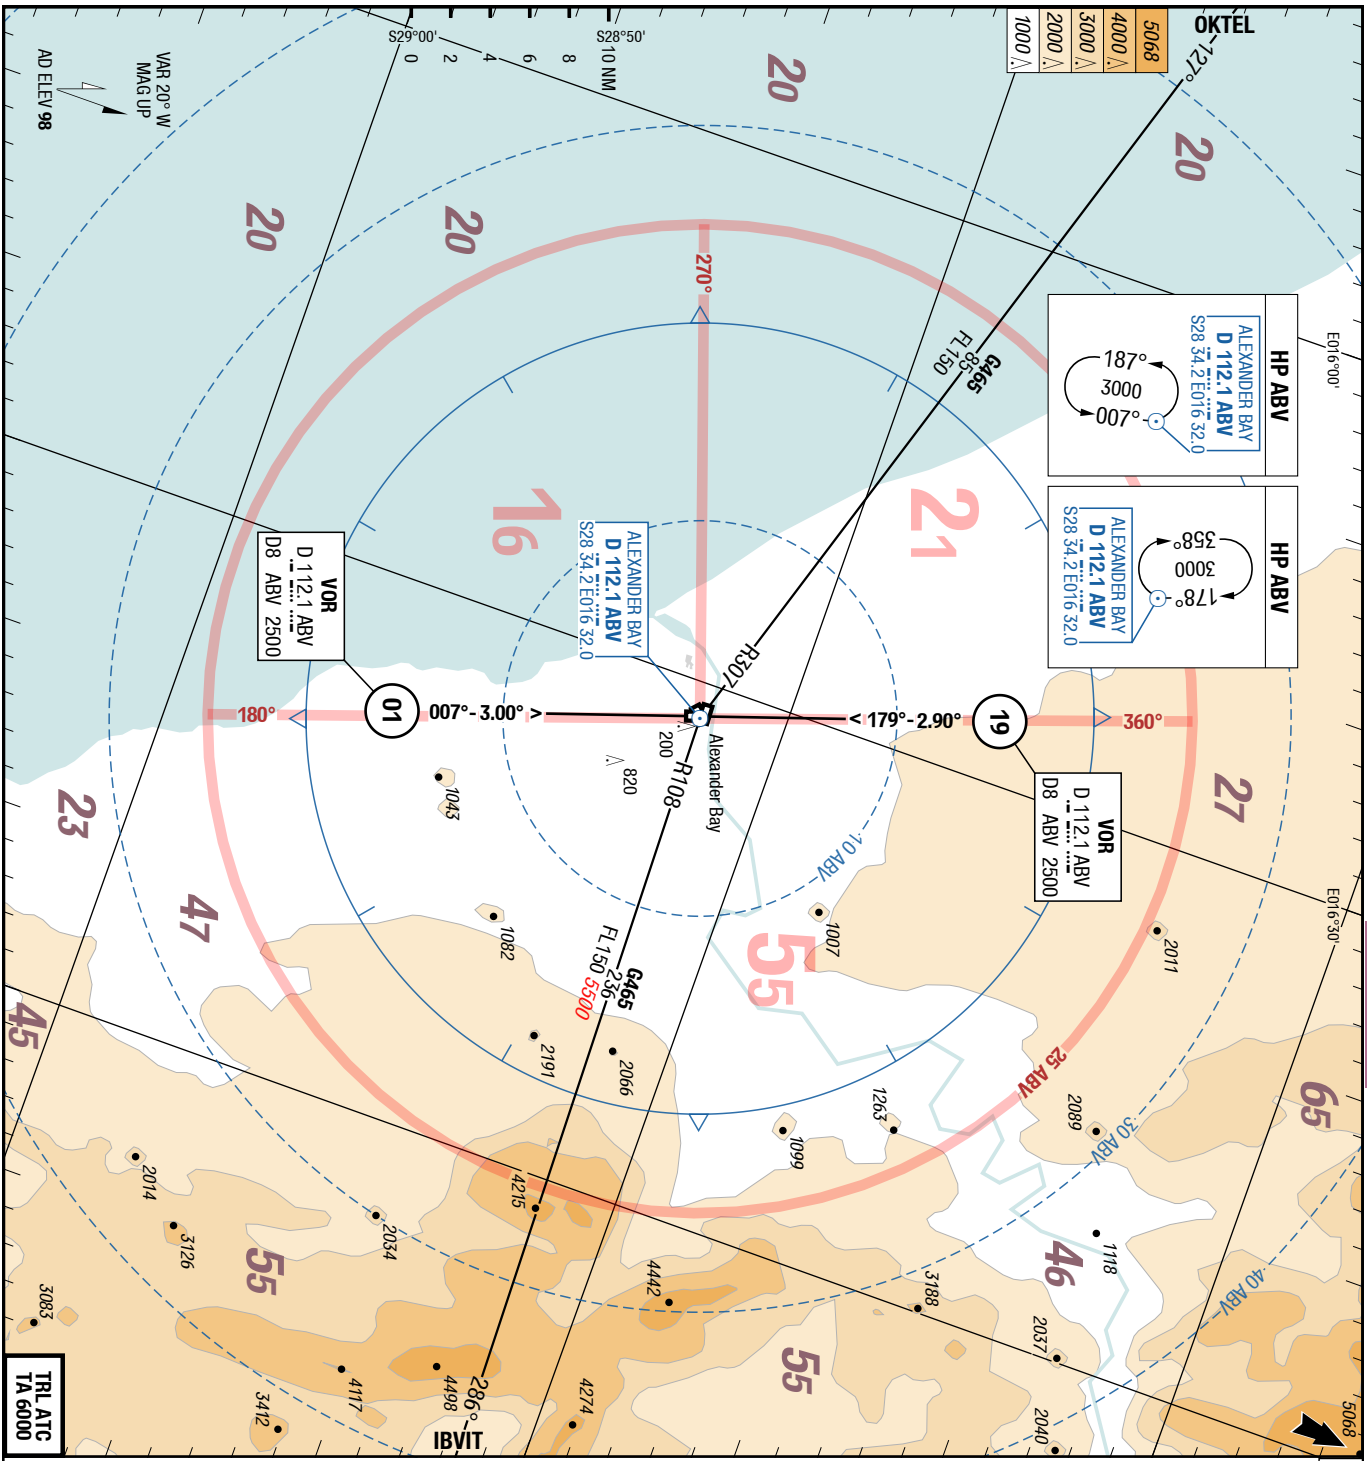 OKTEL
127°
5068
4000
3000
2000
1000
S29°00'
S28°50'
0
2
4
6
8
10 NM
VAR 20° W
MAG UP
AD ELEV 98
20
20
20
20
E016°00'
HP ABV
ALEXANDER BAY
D 112.1 ABV
S28 34.2 E016 32.0
187°
3000
007°
HP ABV
358°
3000
178°
ALEXANDER BAY
D 112.1 ABV
S28 34.2 E016 32.0
G465
85
FL150
270°
21
16
ALEXANDER BAY
D 112.1 ABV
S28 34.2 E016 32.0
VOR
D 112.1 ABV
D8 ABV 2500
R307
180°
01
007°-3.00° >
< 179°-2.90°
19
360°
27
Alexander Bay
200
820
R108
VOR
D 112.1 ABV
D8 ABV 2500
1043
23
47
45
10 ABV
1007
1082
2011
E016°30'
55
G465
236
FL150 5500
2191
2066
25 ABV
1263
1099
2089
30 ABV
65
2014
3126
3083
2034
55
4215
4442
3188
1118
46
40 ABV
2037
2040
55
4274
4117
4498
3412
286°
IBVIT
5068
TRL ATC
TA 6000